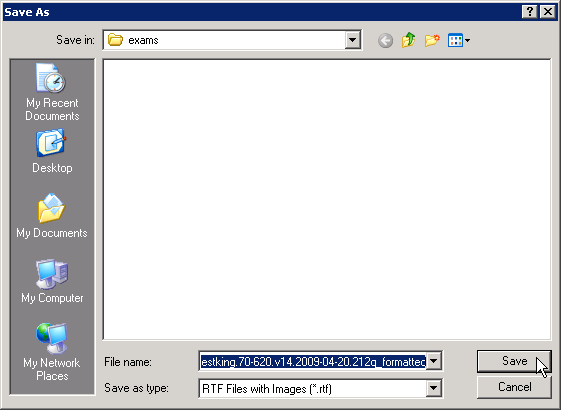 Save As
Save in:
exams
My Recent
Documents
Desktop
My Documents
My Computer
My Network
Places
File name:
estking.70-620.v14.2009-04-20.212q_formatted
Save
Save as type:
RTF Files with Images (*.rtf)
Cancel